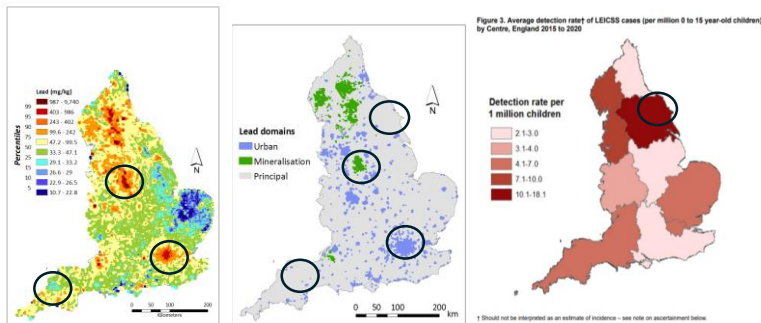 Lead (mg/kg)
Percentiles
99 987 - 9,740
95 403 - 986
90 243 - 402
75 99.6 - 242
50 47.2 - 99.5
25 33.3 - 47.1
15 29.1 - 33.2
10 26.6 - 29
5 22.9 - 26.5
10.7 - 22.8
N
0 50 100 200
Kilometers
Lead domains
Urban
Mineralisation
Principal
N
0 50 100 200
km
Figure 3. Average detection rate† of LEICSS cases (per million 0 to 15 year-old children)
by Centre, England 2015 to 2020
Detection rate per
1 million children
2.1-3.0
3.1-4.0
4.1-7.0
7.1-10.0
10.1-18.1
† Should not be interpreted as an estimate of incidence – see note on ascertainment below.